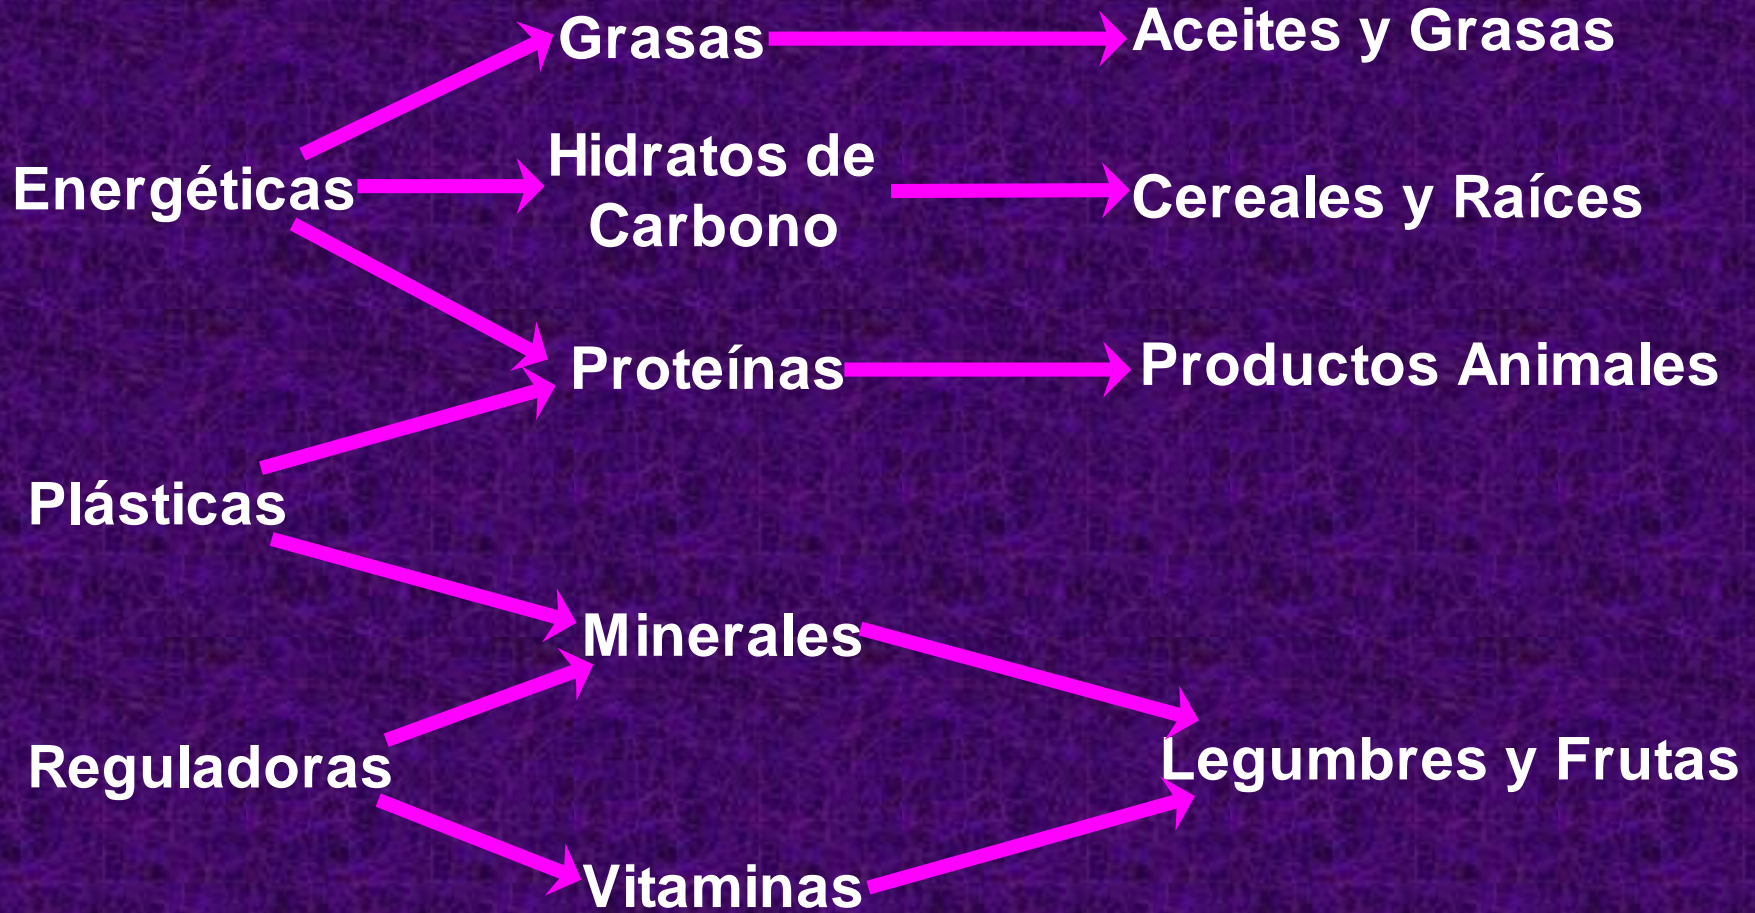 Grasas
Aceites y Grasas
Energéticas
Hidratos de
Carbono
Cereales y Raíces
Proteínas
Productos Animales
Plásticas
Minerales
Reguladoras
Legumbres y Frutas
Vitaminas